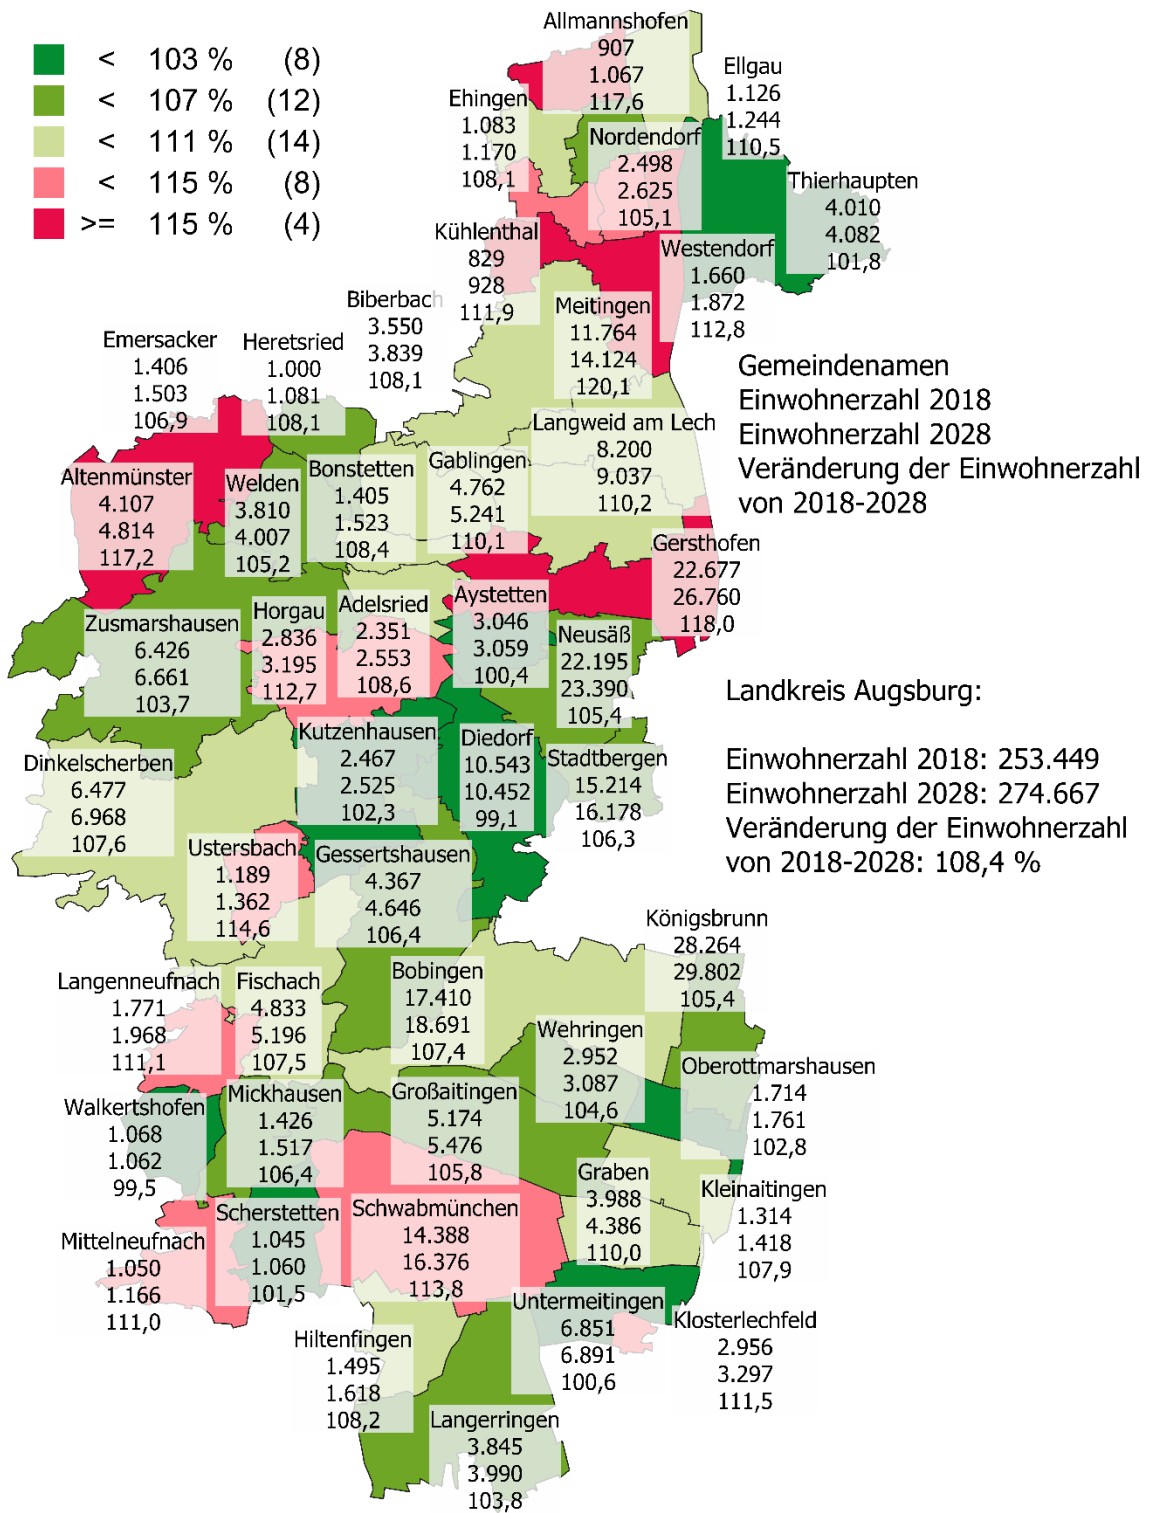 < 103 % (8)
< 107 % (12)
< 111 % (14)
< 115 % (8)
>= 115 % (4)
Allmannshofen
907
1.067
117,6
Ellgau
1.126
1.244
110,5
Ehingen
1.083
1.170
108,1
Nordendorf
2.498
2.625
105,1
Thierhaupten
4.010
4.082
101,8
Kühlenthal
829
928
111,9
Westendorf
1.660
1.872
112,8
Biberbach
3.550
3.839
108,1
Meitingen
11.764
14.124
120,1
Emersacker
1.406
1.503
106,9
Heretsried
1.000
1.081
108,1
Gemeindenamen
Einwohnerzahl 2018
Einwohnerzahl 2028
Veränderung der Einwohnerzahl
von 2018-2028
Langweid am Lech
8.200
9.037
110,2
Altenmünster
4.107
4.814
117,2
Welden
3.810
4.007
105,2
Bonstetten
1.405
1.523
108,4
Gablingen
4.762
5.241
110,1
Gersthofen
22.677
26.760
118,0
Zusmarshausen
6.426
6.661
103,7
Horgau
2.836
3.195
112,7
Adelsried
2.351
2.553
108,6
Aystetten
3.046
3.059
100,4
Neusäß
22.195
23.390
105,4
Landkreis Augsburg:
Einwohnerzahl 2018: 253.449
Einwohnerzahl 2028: 274.667
Veränderung der Einwohnerzahl
von 2018-2028: 108,4 %
Dinkelscherben
6.477
6.968
107,6
Kutzenhausen
2.467
2.525
102,3
Diedorf
10.543
10.452
99,1
Stadtbergen
15.214
16.178
106,3
Ustersbach
1.189
1.362
114,6
Gessertshausen
4.367
4.646
106,4
Königsbrunn
28.264
29.802
105,4
Langenneufnach
1.771
1.968
111,1
Fischach
4.833
5.196
107,5
Bobingen
17.410
18.691
107,4
Wehringen
2.952
3.087
104,6
Oberottmarshausen
1.714
1.761
102,8
Walkertshofen
1.068
1.062
99,5
Mickhausen
1.426
1.517
106,4
Großaitingen
5.174
5.476
105,8
Graben
3.988
4.386
110,0
Kleinaitingen
1.314
1.418
107,9
Mittelneufnach
1.050
1.166
111,0
Scherstetten
1.045
1.060
101,5
Schwabmünchen
14.388
16.376
113,8
Untermeitingen
6.851
6.891
100,6
Klosterlechfeld
2.956
3.297
111,5
Hiltenfingen
1.495
1.618
108,2
Langerringen
3.845
3.990
103,8